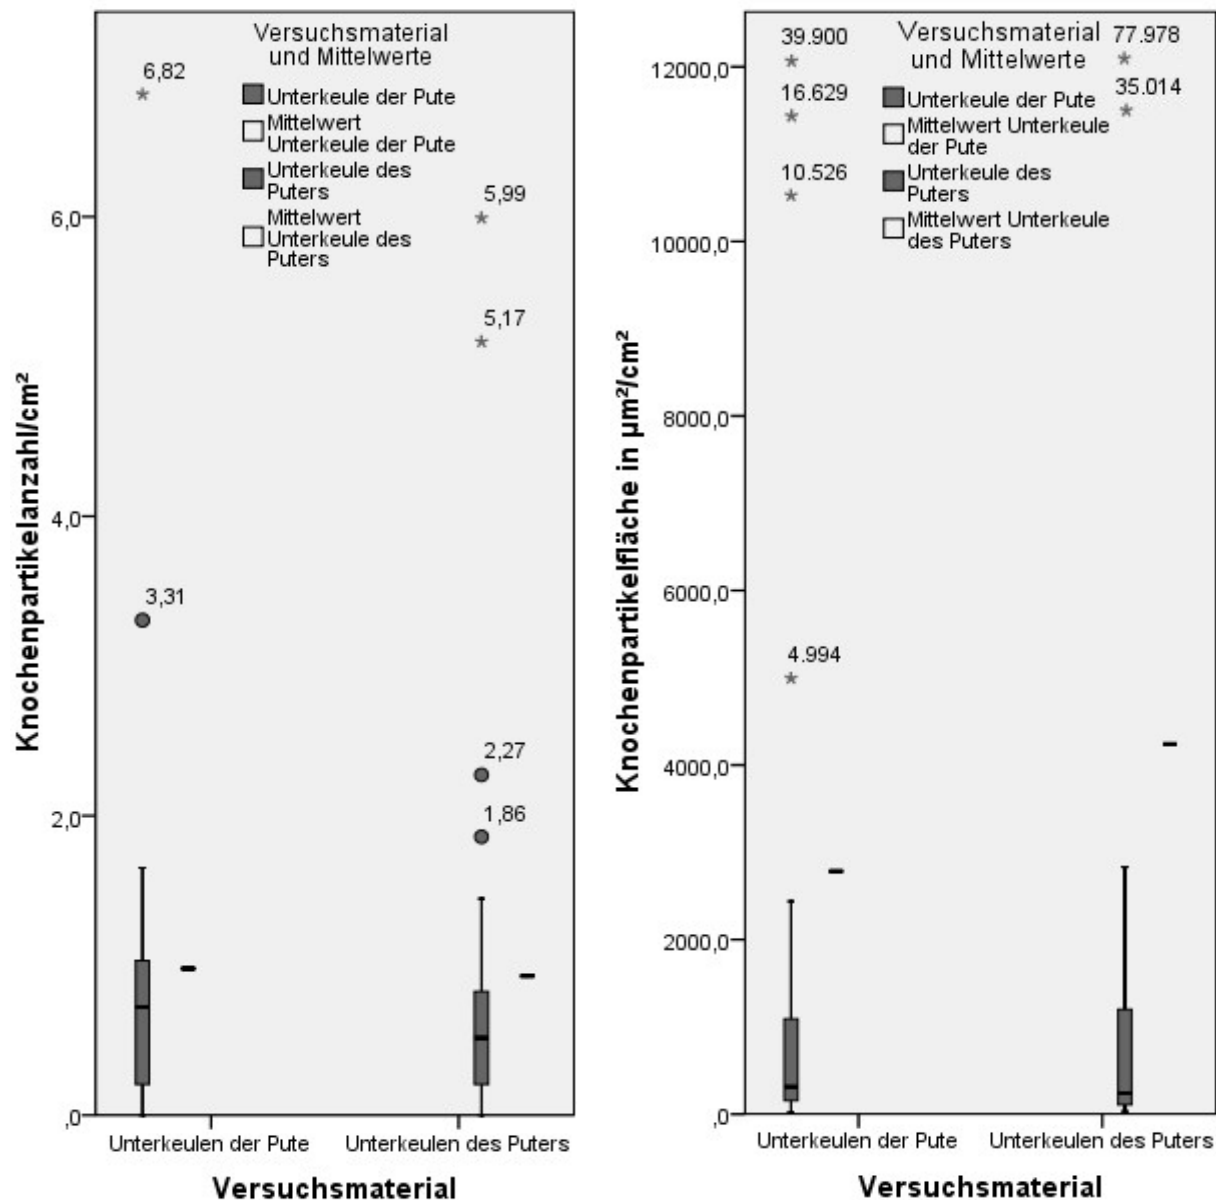 Versuchsmaterial
und Mittelwerte
Unterkeule der Pute
Mittelwert
Unterkeule der Pute
Unterkeule des
Puters
Mittelwert
Unterkeule des
Puters
6,82
5,99
5,17
3,31
2,27
1,86
6,0
4,0
2,0
,0
Knochenpartikelanzahl/cm²
Unterkeulen der Pute
Unterkeulen des Puters
Versuchsmaterial
Versuchsmaterial
und Mittelwerte
Unterkeule der Pute
Mittelwert Unterkeule
der Pute
Unterkeule des
Puters
Mittelwert Unterkeule
des Puters
39.900
77.978
16.629
35.014
10.526
4.994
12000,0
10000,0
8000,0
6000,0
4000,0
2000,0
,0
Knochenpartikelfläche in µm²/cm²
Unterkeulen der Pute
Unterkeulen des Puters
Versuchsmaterial